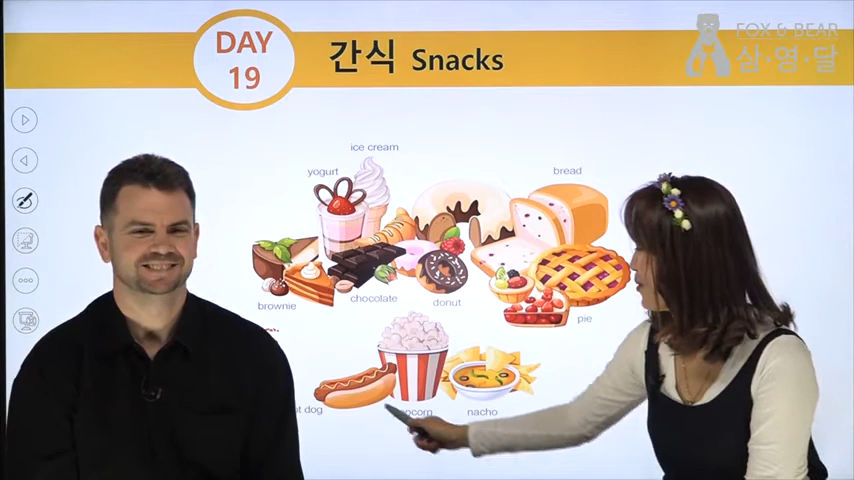 DAY
19
간식 Snacks
FOX & BEAR
삼·영·달
ice cream
yogurt
bread
brownie
chocolate
donut
pie
dog
nacho